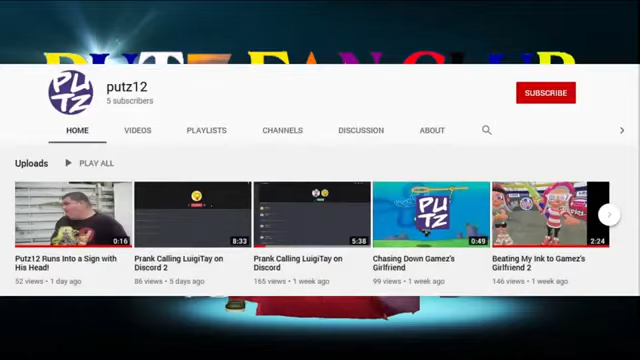 PUTZ FAN CLUB
PU
TZ
putz12
5 subscribers
SUBSCRIBE
HOME
VIDEOS
PLAYLISTS
CHANNELS
DISCUSSION
ABOUT
Uploads
PLAY ALL
0:16
8:33
5:38
PU
TZ
0:49
2:24
Putz12 Runs Into a Sign with
His Head!
52 views • 1 day ago
Prank Calling LuigiTay on
Discord 2
86 views • 5 days ago
Prank Calling LuigiTay on
Discord
165 views • 1 week ago
Chasing Down Gamez's
Girlfriend
99 views • 1 week ago
Beating My Ink to Gamez's
Girlfriend 2
146 views • 1 week ago